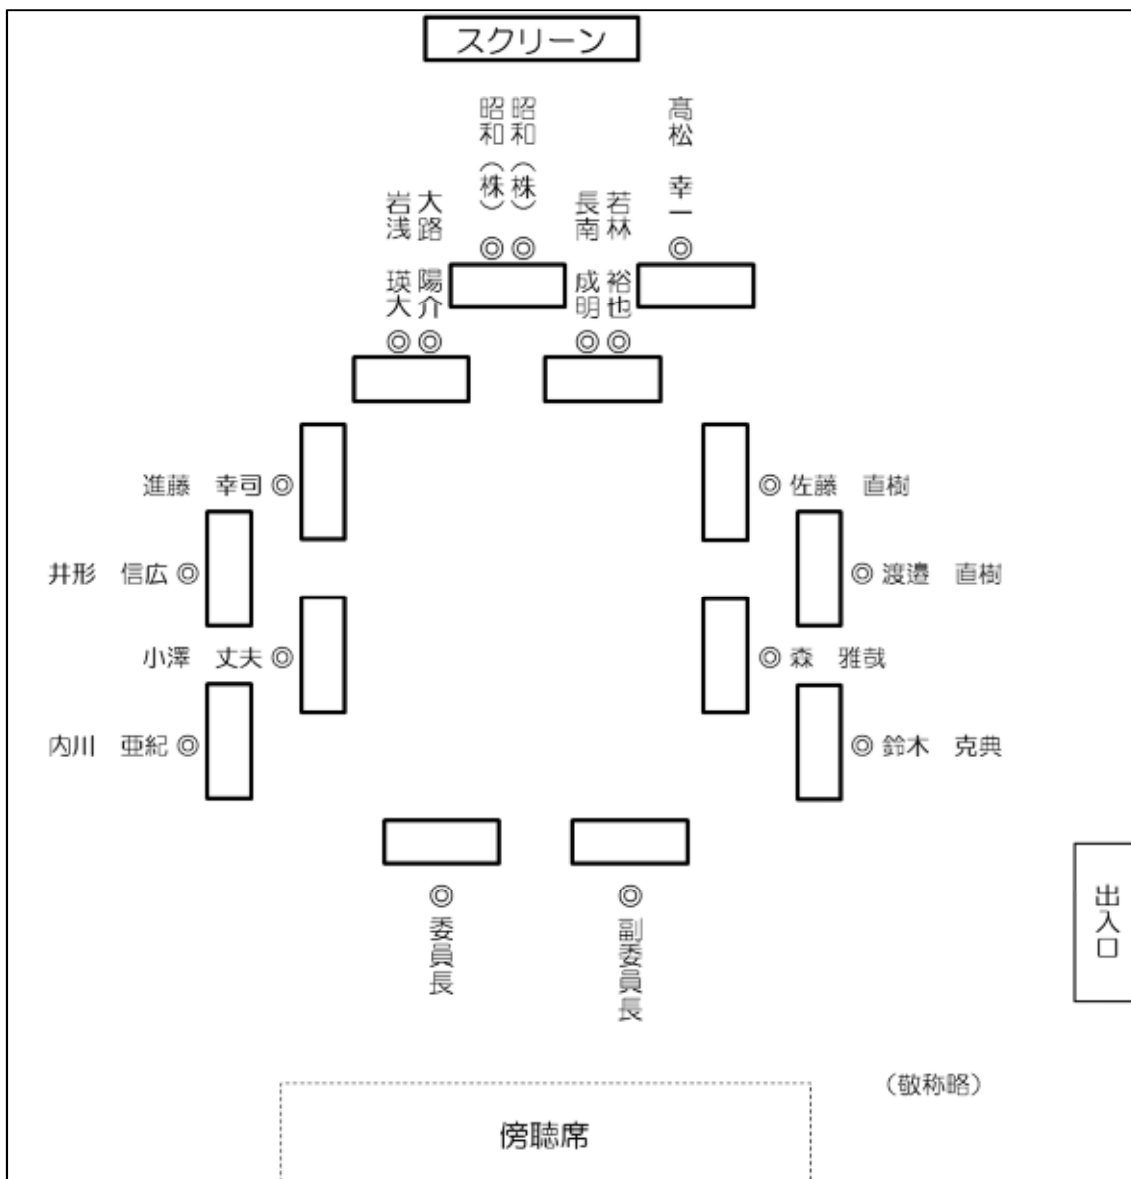 スクリーン
昭和（株）
昭和（株）
髙松　幸一
岩浅　瑛大
大路　陽介
長南　成明
若林　裕也
進藤　幸司
佐藤　直樹
井形　信広
渡邉　直樹
小澤　丈夫
森　雅哉
内川　亜紀
鈴木　克典
委員長
副委員長
出入口
（敬称略）
傍聴席